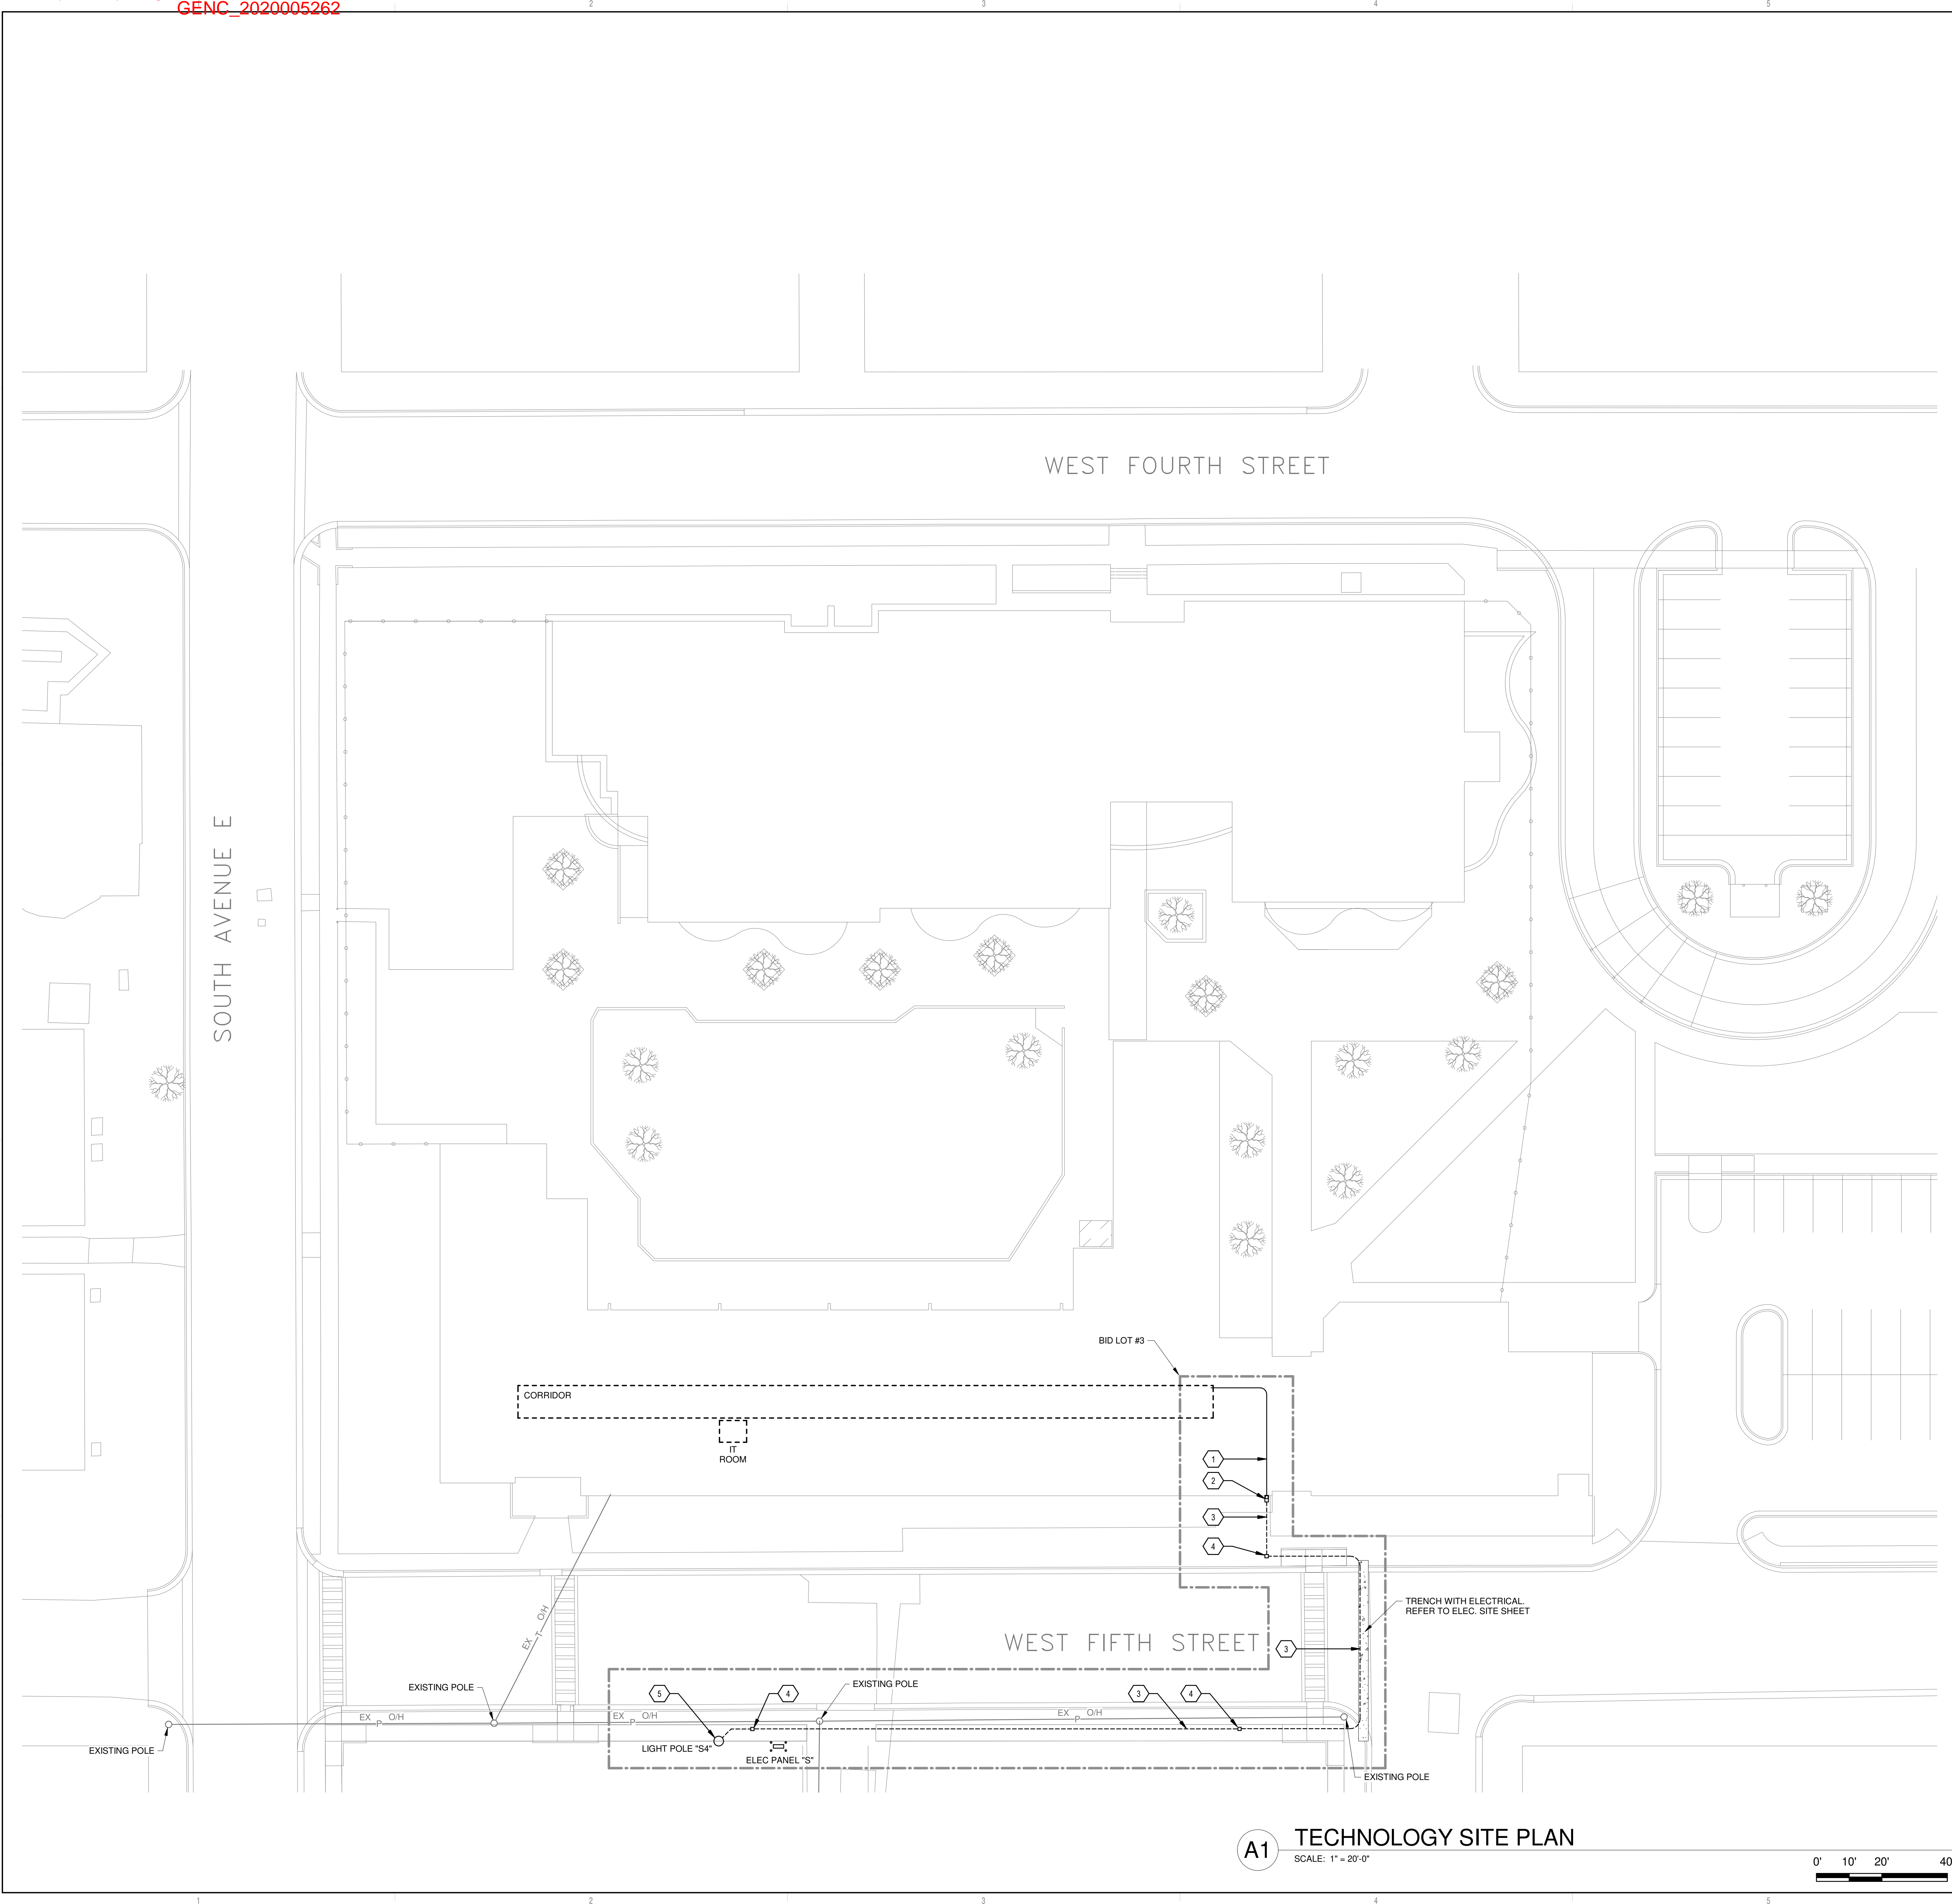 GENC_2020005262
2
3
4
5
WEST FOURTH STREET
SOUTH AVENUE E
BID LOT #3
CORRIDOR
IT
ROOM
1
2
3
4
TRENCH WITH ELECTRICAL.
REFER TO ELEC. SITE SHEET
EX T O/H
WEST FIFTH STREET
3
EXISTING POLE
EXISTING POLE
5
4
3
4
EX P O/H
EX P O/H
EX P O/H
EXISTING POLE
LIGHT POLE "S4"
ELEC PANEL "S"
EXISTING POLE
A1
TECHNOLOGY SITE PLAN
SCALE: 1" = 20'-0"
0' 10' 20' 40
1
2
3
4
5